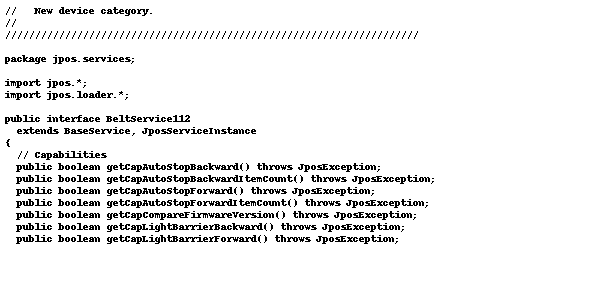 //   New device category.
//
/////////////////////////////////////////////////////////////////////
package jpos.services;
import jpos.*;
import jpos.loader.*;
public interface BeltService112
  extends BaseService, JposServiceInstance
{
  // Capabilities
  public boolean getCapAutoStopBackward() throws JposException;
  public boolean getCapAutoStopBackwardItemCount() throws JposException;
  public boolean getCapAutoStopForward() throws JposException;
  public boolean getCapAutoStopForwardItemCount() throws JposException;
  public boolean getCapCompareFirmwareVersion() throws JposException;
  public boolean getCapLightBarrierBackward() throws JposException;
  public boolean getCapLightBarrierForward() throws JposException;